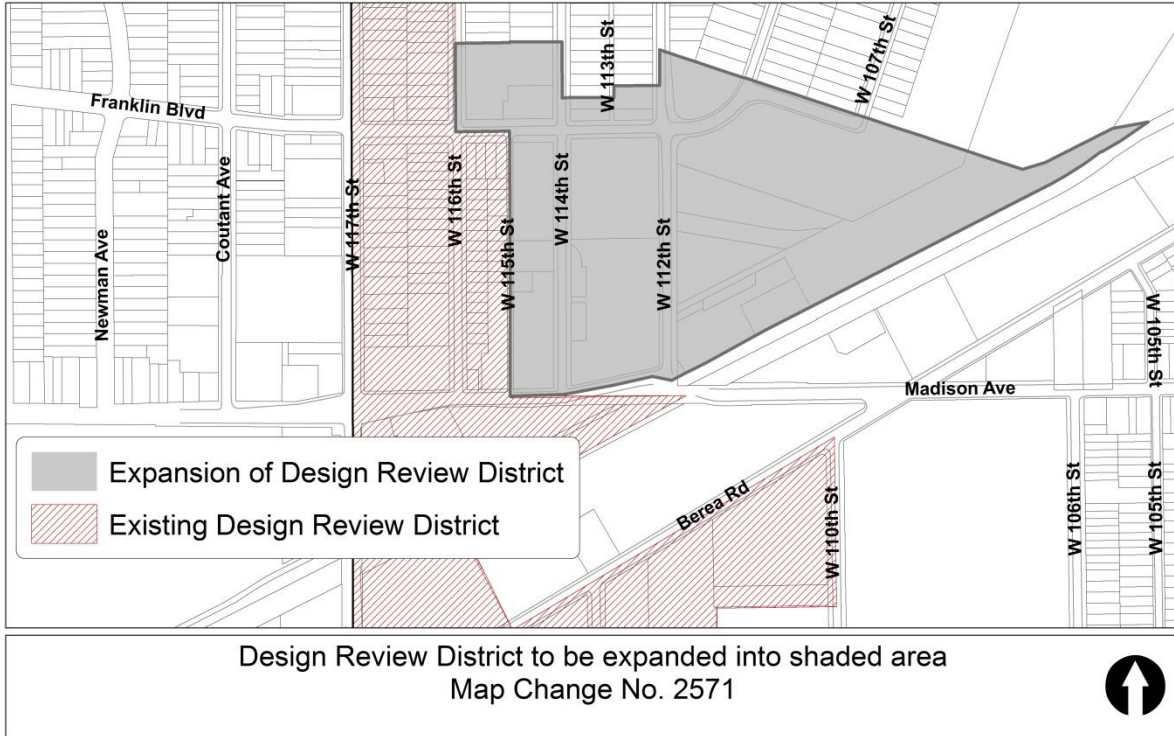 Franklin Blvd
Newman Ave
Coutant Ave
W 117th St
W 116th St
W 115th St
W 114th St
W 113th St
W 112th St
W 107th St
W 105th St
Madison Ave
Berea Rd
W 110th St
W 106th St
W 105th St
Expansion of Design Review District
Existing Design Review District
Design Review District to be expanded into shaded area
Map Change No. 2571